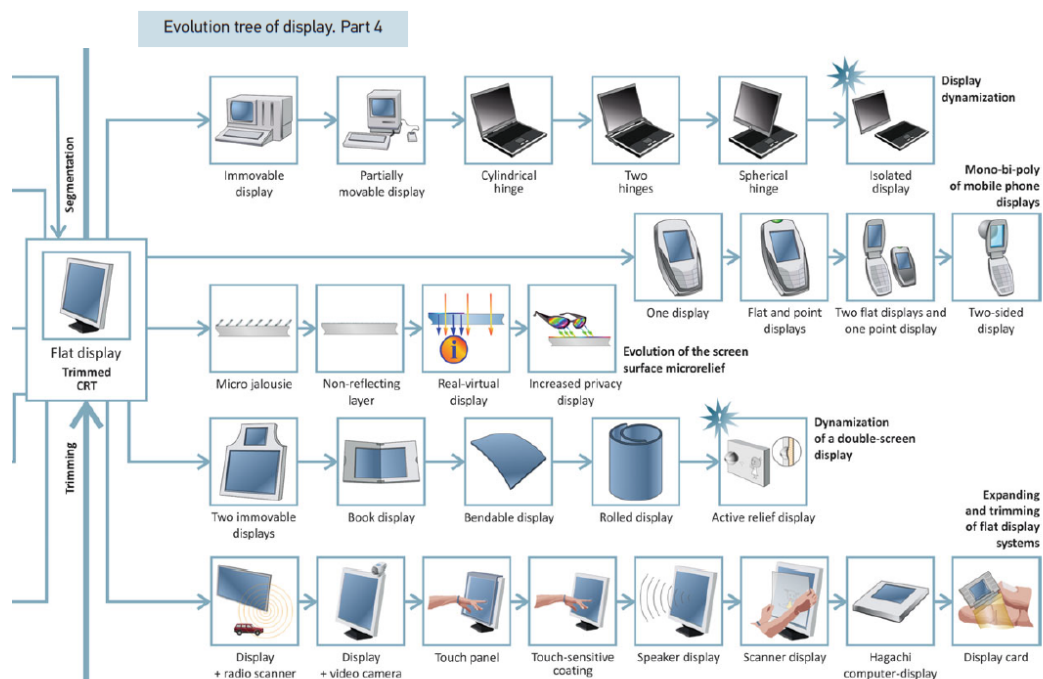 Evolution tree of display. Part 4
Segmentation
Immovable
display
Partially
movable display
Cylindrical
hinge
Two
hinges
Spherical
hinge
!
Isolated
display
Display
dynamization
Mono-bi-poly
of mobile phone
displays
One display
Flat and point
displays
Two flat displays and
one point display
Two-sided
display
Flat display
Trimmed
CRT
Micro jalousie
Non-reflecting
layer
i
Real-virtual
display
Increased privacy
display
Evolution of the screen
surface microrelief
Trimming
Two immovable
displays
Book display
Bendable display
Rolled display
!
Active relief display
Dynamization
of a double-screen
display
Expanding
and trimming
of flat display
systems
Display
+ radio scanner
Display
+ video camera
Touch panel
Touch-sensitive
coating
Speaker display
Scanner display
Hagachi
computer-display
Display card